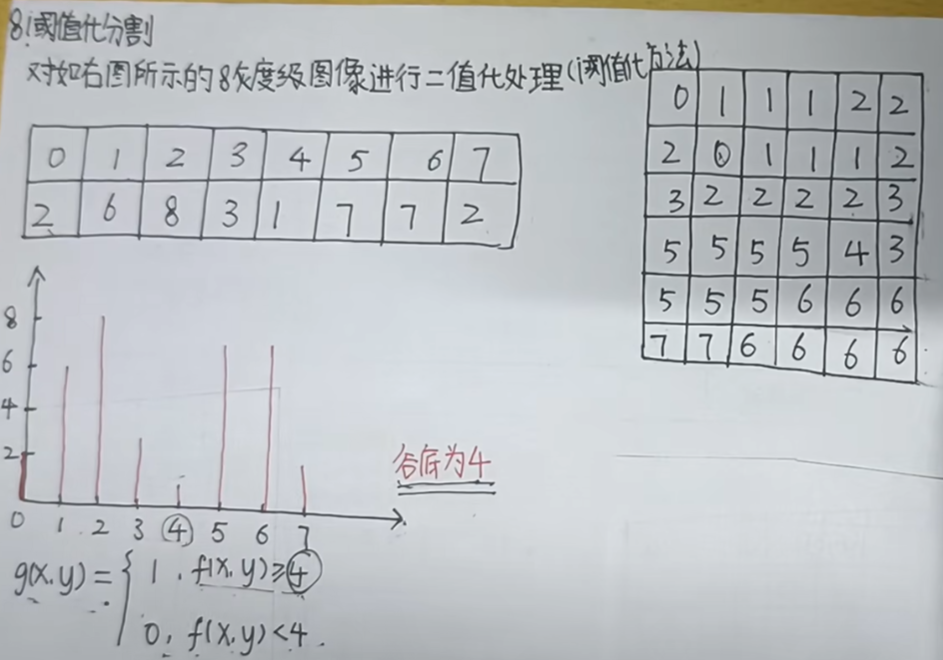 8.阈值化分割
对如右图所示的8灰度级图像进行二值化处理(阈值化方法)
0 1 1 1 2 2
2 0 1 1 1 2
3 2 2 2 2 3
5 5 5 5 4 3
5 5 5 6 6 6
7 7 6 6 6 6
0 1 2 3 4 5 6 7
2 6 8 3 1 7 7 2
8
6
4
2
0 1 2 3 ④ 5 6 7
谷底为4
g(x,y)={ 1, f(x,y)≥④
0, f(x,y)<4.